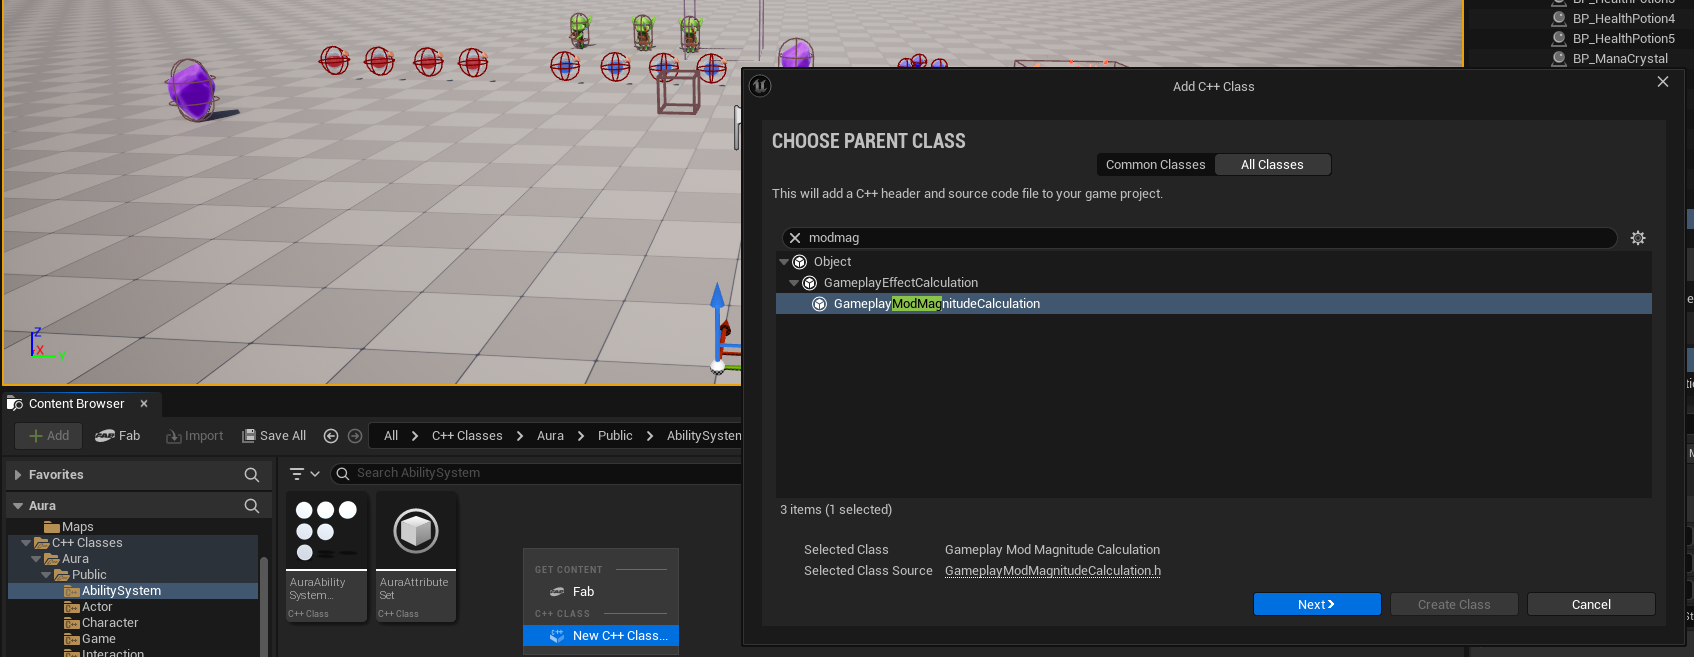 BP_HealthPotion3
BP_HealthPotion4
BP_HealthPotion5
BP_ManaCrystal
Add C++ Class
CHOOSE PARENT CLASS
Common Classes
All Classes
This will add a C++ header and source code file to your game project.
modmag
Object
GameplayEffectCalculation
GameplayModMagnitudeCalculation
3 items (1 selected)
Selected Class
Gameplay Mod Magnitude Calculation
Selected Class Source
GameplayModMagnitudeCalculation.h
Next
Create Class
Cancel
Z
X
Y
Content Browser
Add
Fab
Import
Save All
All
C++ Classes
Aura
Public
AbilitySystem
Favorites
Search AbilitySystem
Aura
Maps
C++ Classes
Aura
Public
AbilitySystem
Actor
Character
Game
Interaction
AuraAbility
System...
C++ Class
AuraAttribute
Set
C++ Class
GET CONTENT
Fab
C++ CLASS
New C++ Class...